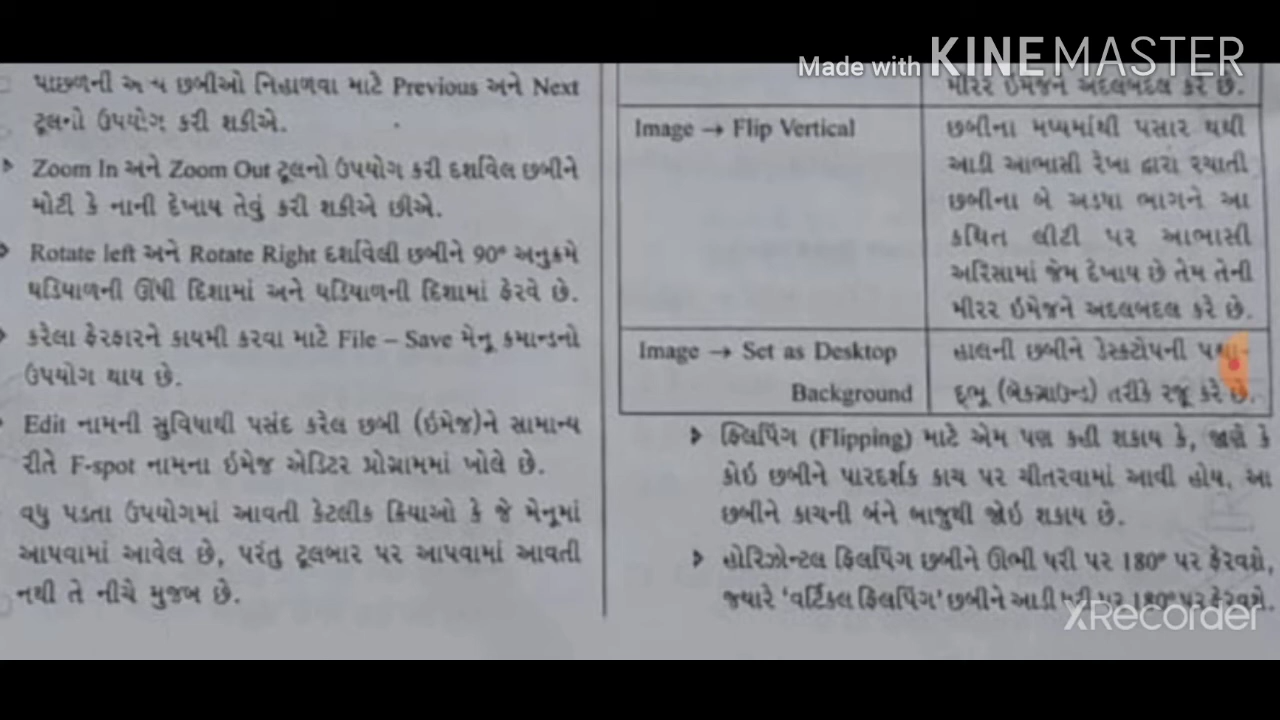 Made with KINEMASTER
પાછળની અન્ય છબીઓ નિહાળવા માટે Previous અને Next
ટૂલનો ઉપયોગ કરી શકીએ.
Zoom In અને Zoom Out ટૂલનો ઉપયોગ કરી દર્શાવેલ છબીને
મોટી કે નાની દેખાય તેવું કરી શકીએ છીએ.
Rotate left અને Rotate Right દર્શાવેલી છબીને 90° અનુક્રમે
ઘડિયાળની ઊંધી દિશામાં અને ઘડિયાળની દિશામાં ફેરવે છે.
કરેલા ફેરફારને કાયમી કરવા માટે File – Save મેનૂ કમાન્ડનો
ઉપયોગ થાય છે.
Edit નામની સુવિધાથી પસંદ કરેલ છબી (ઇમેજ)ને સામાન્ય
રીતે F-spot નામના ઇમેજ એડિટર પ્રોગ્રામમાં ખોલે છે.
વધુ પડતા ઉપયોગમાં આવતી કેટલીક ક્રિયાઓ કે જે મેનૂમાં
આપવામાં આવેલ છે, પરંતુ ટૂલબાર પર આપવામાં આવતી
નથી તે નીચે મુજબ છે.
મીરર ઇમેજને અદલબદલ કરે છે.
Image → Flip Vertical
છબીના મધ્યમાંથી પસાર થથી
આડી આભાસી રેખા દ્વારા રચાતી
છબીના બે અડધા ભાગને આ
કથિત લીટી પર આભાસી
અરિસામાં જેમ દેખાય છે તેમ તેની
મીરર ઇમેજને અદલબદલ કરે છે.
Image → Set as Desktop
Background
હાલની છબીને ડેસ્કટોપની
(બેકગ્રાઉન્ડ) તરીકે રજૂ કરે છે.
ફ્લિપિંગ (Flipping) માટે એમ પણ કહી શકાય કે, જાણે કે
કોઇ છબીને પારદર્શક કાચ પર ચીતરવામાં આવી હોય, આ
છબીને કાચની બંને બાજુથી જોઇ શકાય છે.
હોરિઝોન્ટલ ફ્લિપિંગ છબીને ઊભી ધરી પર 180° પર ફેરવશે,
જ્યારે 'વર્ટિકલ ફ્લિપિંગ' છબીને આડી ધરી પર 180° પર ફેરવશે.
XRecorder